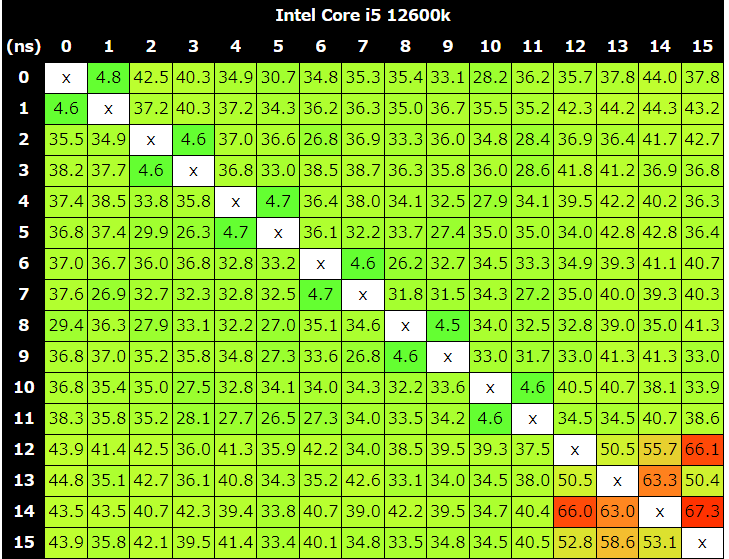 Intel Core i5 12600k
(ns) 0 1 2 3 4 5 6 7 8 9 10 11 12 13 14 15
0 x 4.8 42.5 40.3 34.9 30.7 34.8 35.3 35.4 33.1 28.2 36.2 35.7 37.8 44.0 37.8
1 4.6 x 37.2 40.3 37.2 34.3 36.2 36.3 35.0 36.7 35.5 35.2 42.3 44.2 44.3 43.2
2 35.5 34.9 x 4.6 37.0 36.6 26.8 36.9 33.3 36.0 34.8 28.4 36.9 36.4 41.7 42.7
3 38.2 37.7 4.6 x 36.8 33.0 38.5 38.7 36.3 35.8 36.0 28.6 41.8 41.2 36.9 36.8
4 37.4 38.5 33.8 35.8 x 4.7 36.4 38.0 34.1 32.5 27.9 34.1 39.5 42.2 40.2 36.3
5 36.8 37.4 29.9 26.3 4.7 x 36.1 32.2 33.7 27.4 35.0 35.0 34.0 42.8 42.8 36.4
6 37.0 36.7 36.0 36.8 32.8 33.2 x 4.6 26.2 32.7 34.5 33.3 34.9 39.3 41.1 40.7
7 37.6 26.9 32.7 32.3 32.8 32.5 4.7 x 31.8 31.5 34.3 27.2 35.0 40.0 39.3 40.3
8 29.4 36.3 27.9 33.1 32.2 27.0 35.1 34.6 x 4.5 34.0 32.5 32.8 39.0 35.0 41.3
9 36.8 37.0 35.2 35.8 34.8 27.3 33.6 26.8 4.6 x 33.0 31.7 33.0 41.3 41.3 33.0
10 36.8 35.4 35.0 27.5 32.8 34.1 34.0 34.3 32.2 33.6 x 4.6 40.5 40.7 38.1 33.9
11 38.3 35.8 35.2 28.1 27.7 26.5 27.3 34.0 33.5 34.2 4.6 x 34.5 34.5 40.7 38.6
12 43.9 41.4 42.5 36.0 41.3 35.9 42.2 34.0 38.5 39.5 39.3 37.5 x 50.5 55.7 66.1
13 44.8 35.1 42.7 36.1 40.8 34.3 35.2 42.6 33.1 34.0 34.5 38.0 50.5 x 63.3 50.4
14 43.5 43.5 40.7 42.3 39.4 33.8 40.7 39.0 42.2 39.5 34.7 40.4 66.0 63.0 x 67.3
15 43.9 35.8 42.1 39.5 41.4 33.4 40.1 34.8 33.5 34.8 34.5 40.5 52.8 58.6 53.1 x